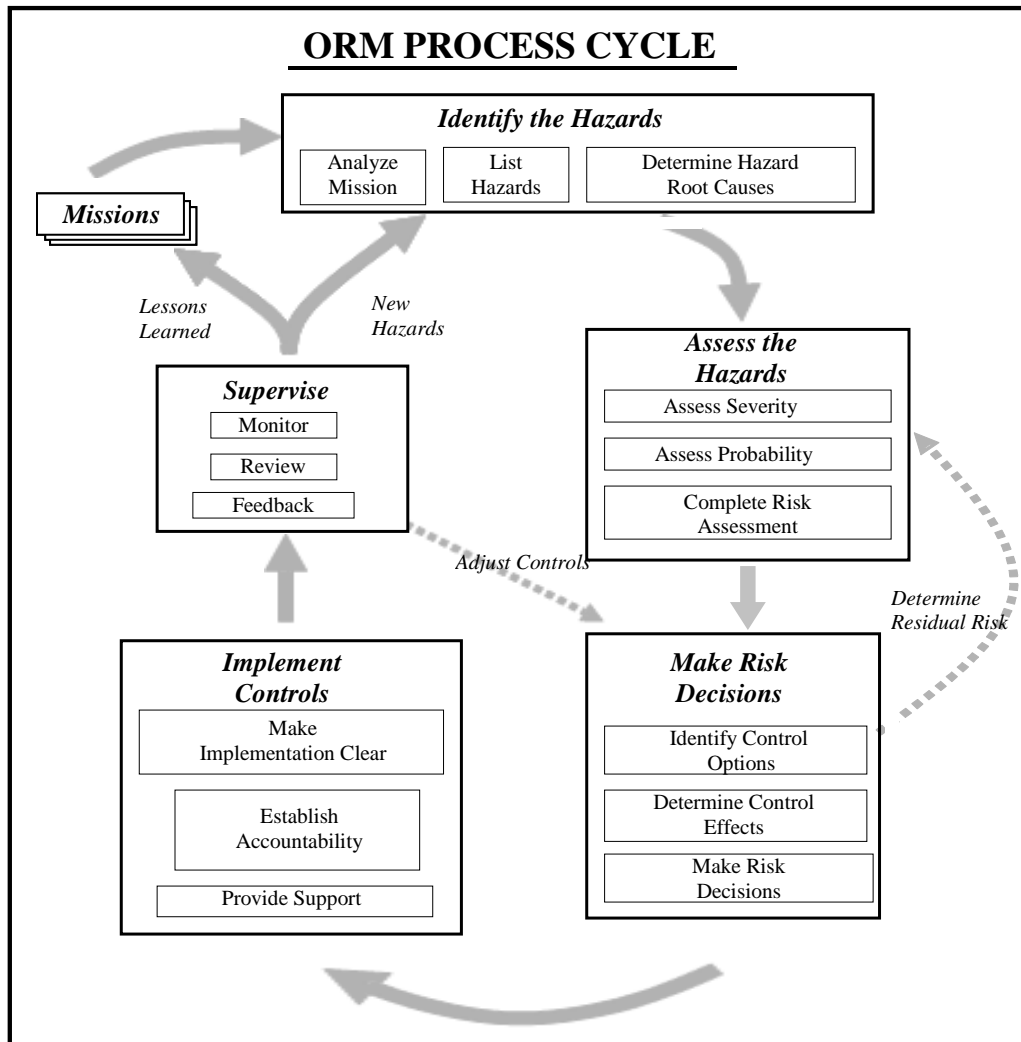 ORM PROCESS CYCLE
Identify the Hazards
Analyze
Mission
List
Hazards
Determine Hazard
Root Causes
Missions
Lessons
Learned
New
Hazards
Assess the
Hazards
Assess Severity
Assess Probability
Complete Risk
Assessment
Supervise
Monitor
Review
Feedback
Adjust Controls
Determine
Residual Risk
Make Risk
Decisions
Identify Control
Options
Determine Control
Effects
Make Risk
Decisions
Implement
Controls
Make
Implementation Clear
Establish
Accountability
Provide Support